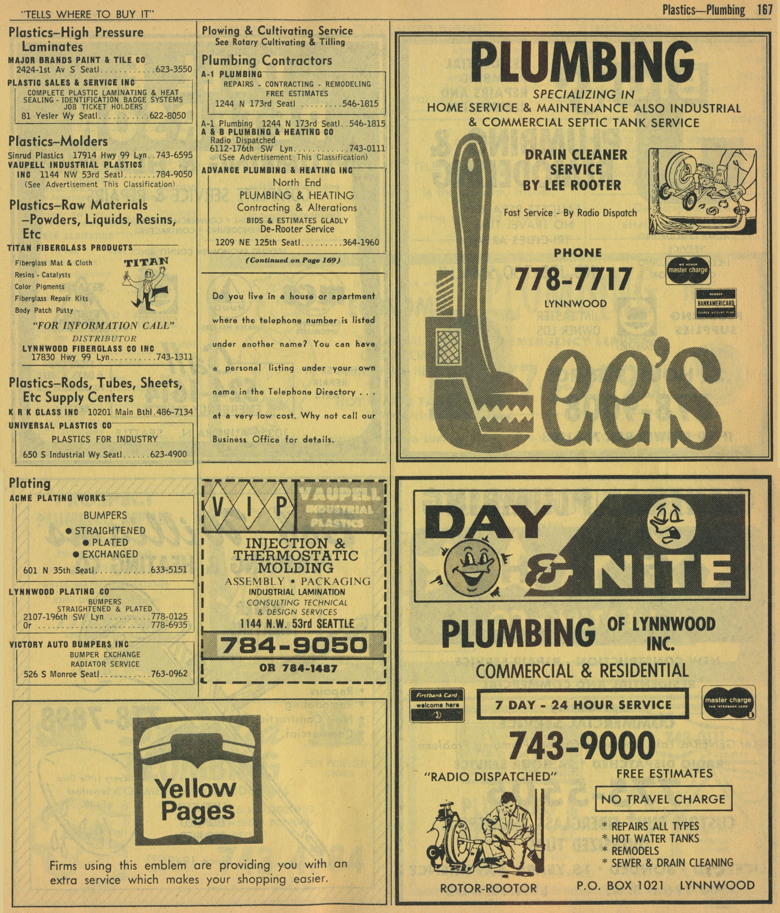 "TELLS WHERE TO BUY IT"
Plastics—Plumbing 167
Plastics—High Pressure
Laminates
MAJOR BRANDS PAINT & TILE CO
2424-1st Av S Seatl...........623-3550
PLASTIC SALES & SERVICE INC
COMPLETE PLASTIC LAMINATING & HEAT
SEALING - IDENTIFICATION BADGE SYSTEMS
JOB TICKET HOLDERS
81 Yesler Wy Seatl..........622-8050
Plastics—Molders
Sinrud Plastics 17914 Hwy 99 Lyn..743-6595
VAUPELL INDUSTRIAL PLASTICS
INC 1144 NW 53rd Seatl......784-9050
(See Advertisement This Classification)
Plastics—Raw Materials
—Powders, Liquids, Resins,
Etc
TITAN FIBERGLASS PRODUCTS
TITAN
Fiberglass Mat & Cloth
Resins - Catalysts
Color Pigments
Fiberglass Repair Kits
Body Patch Putty
"FOR INFORMATION CALL"
DISTRIBUTOR
LYNNWOOD FIBERGLASS CO INC
17830 Hwy 99 Lyn..........743-1311
Plastics—Rods, Tubes, Sheets,
Etc Supply Centers
K R K GLASS INC 10201 Main Bthl.486-7134
UNIVERSAL PLASTICS CO
PLASTICS FOR INDUSTRY
650 S Industrial Wy Seatl......623-4900
Plating
ACME PLATING WORKS
BUMPERS
● STRAIGHTENED
● PLATED
● EXCHANGED
601 N 35th Seatl............633-5151
LYNNWOOD PLATING CO
BUMPERS
STRAIGHTENED & PLATED
2107-196th SW Lyn..........778-0125
Or .........................778-6935
VICTORY AUTO BUMPERS INC
BUMPER EXCHANGE
RADIATOR SERVICE
526 S Monroe Seatl..........763-0962
Plowing & Cultivating Service
See Rotary Cultivating & Tilling
Plumbing Contractors
A-1 PLUMBING
REPAIRS - CONTRACTING - REMODELING
FREE ESTIMATES
1244 N 173rd Seatl ..........546-1815
A-1 Plumbing 1244 N 173rd Seatl..546-1815
A & B PLUMBING & HEATING CO
Radio Dispatched
6112-176th SW Lyn..........743-0111
(See Advertisement This Classification)
ADVANCE PLUMBING & HEATING INC
North End
PLUMBING & HEATING
Contracting & Alterations
BIDS & ESTIMATES GLADLY
De-Rooter Service
1209 NE 125th Seatl..........364-1960
(Continued on Page 169)
Do you live in a house or apartment
where the telephone number is listed
under another name? You can have
a personal listing under your own
name in the Telephone Directory . . .
at a very low cost. Why not call our
Business Office for details.
VIP
VAUPELL
INDUSTRIAL
PLASTICS
INJECTION &
THERMOSTATIC
MOLDING
ASSEMBLY • PACKAGING
INDUSTRIAL LAMINATION
CONSULTING TECHNICAL
& DESIGN SERVICES
1144 N.W. 53rd SEATTLE
784-9050
OR 784-1487
Yellow
Pages
Firms using this emblem are providing you with an
extra service which makes your shopping easier.
PLUMBING
SPECIALIZING IN
HOME SERVICE & MAINTENANCE ALSO INDUSTRIAL
& COMMERCIAL SEPTIC TANK SERVICE
DRAIN CLEANER
SERVICE
BY LEE ROOTER
Fast Service - By Radio Dispatch
PHONE
778-7717
LYNNWOOD
WE HONOR
master charge
BANKAMERICARD
Lee's
DAY
& NITE
PLUMBING OF LYNNWOOD
INC.
COMMERCIAL & RESIDENTIAL
Firstbank Card
welcome here
7 DAY - 24 HOUR SERVICE
master charge
THE INTERBANK CARD
743-9000
"RADIO DISPATCHED"
FREE ESTIMATES
NO TRAVEL CHARGE
* REPAIRS ALL TYPES
* HOT WATER TANKS
* REMODELS
* SEWER & DRAIN CLEANING
ROTOR-ROOTOR
P.O. BOX 1021 LYNNWOOD